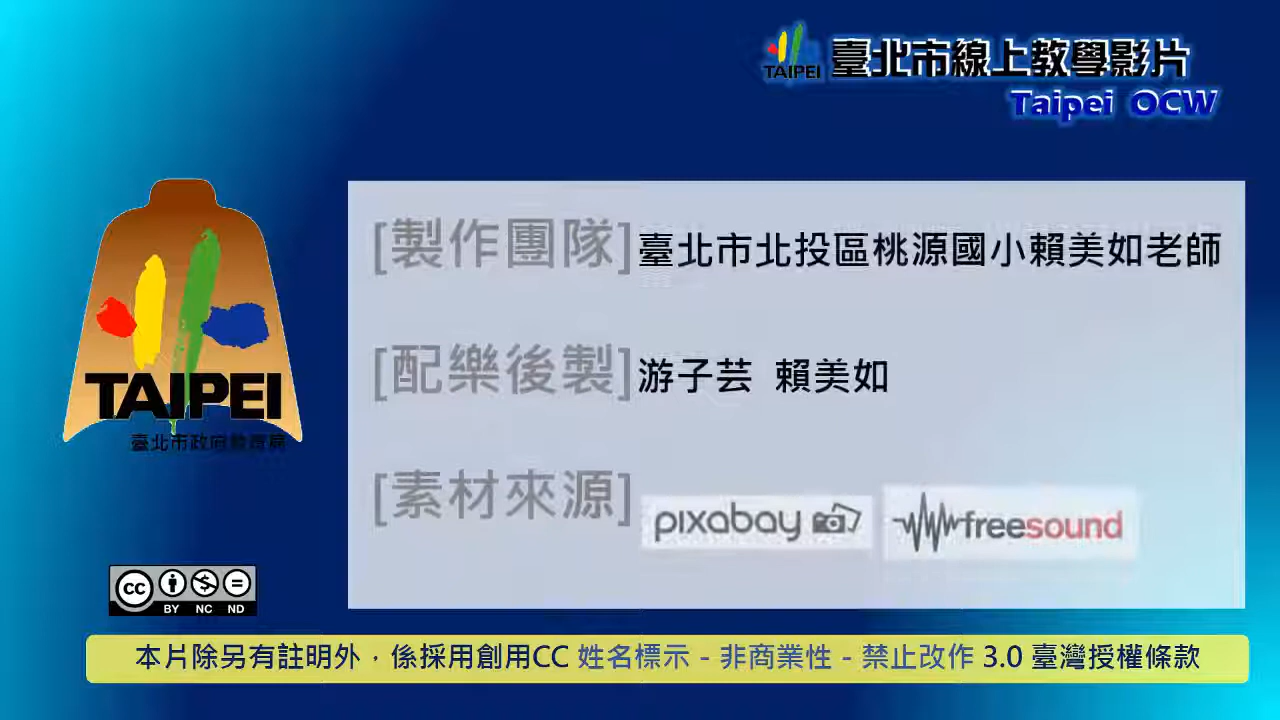 TAIPEI 臺北市線上教學影片
Taipei OCW
[製作團隊] 臺北市北投區桃源國小賴美如老師
[配樂後製] 游子芸 賴美如
[素材來源] pixabay freesound
TAIPEI
臺北市政府教育局
cc BY NC ND
本片除另有註明外，係採用創用CC 姓名標示－非商業性－禁止改作 3.0 臺灣授權條款